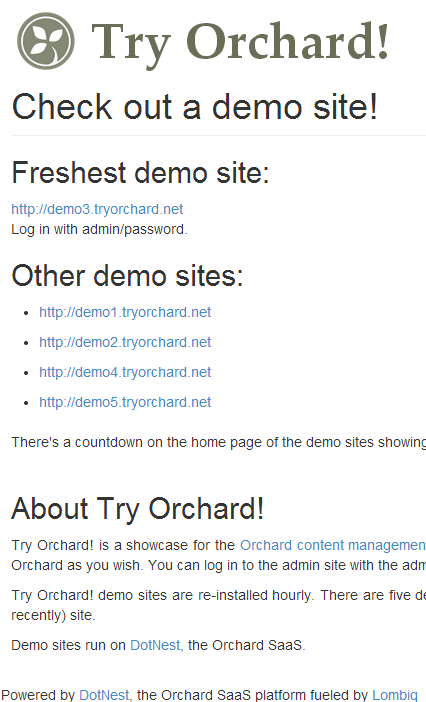 Try Orchard!
Check out a demo site!
Freshest demo site:
http://demo3.tryorchard.net
Log in with admin/password.
Other demo sites:
http://demo1.tryorchard.net
http://demo2.tryorchard.net
http://demo4.tryorchard.net
http://demo5.tryorchard.net
There's a countdown on the home page of the demo sites showing
About Try Orchard!
Try Orchard! is a showcase for the Orchard content managemen
Orchard as you wish. You can log in to the admin site with the adm
Try Orchard! demo sites are re-installed hourly. There are five de
recently) site.
Demo sites run on DotNest, the Orchard SaaS.
Powered by DotNest, the Orchard SaaS platform fueled by Lombiq